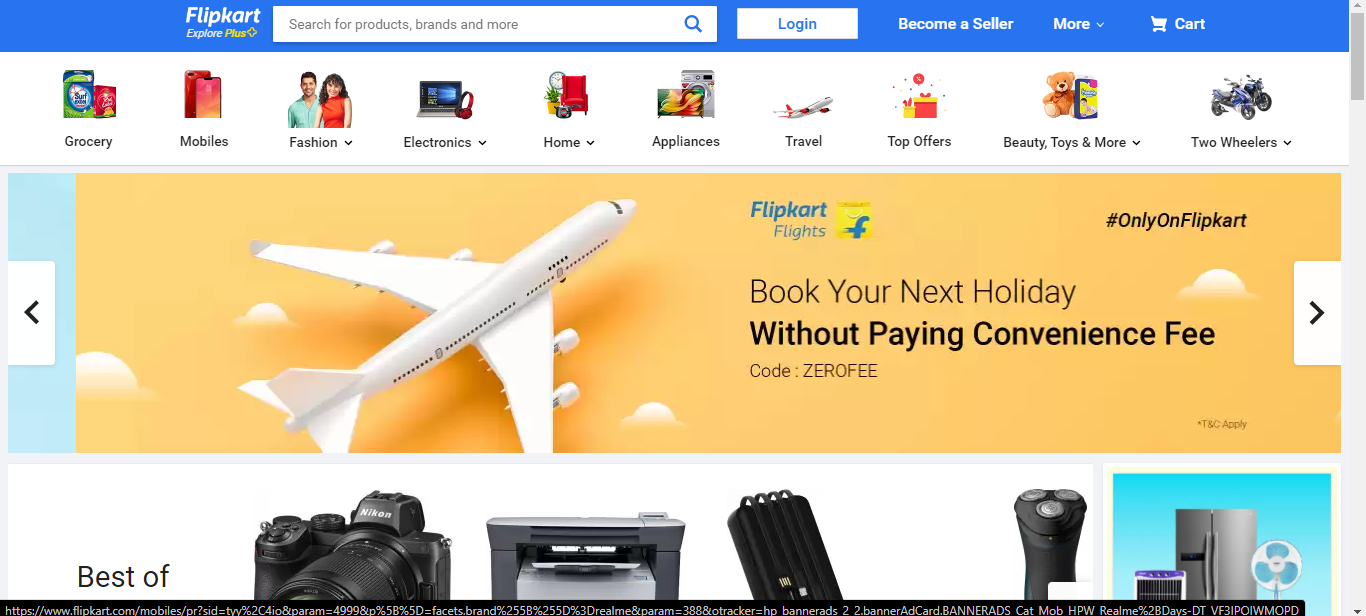 Flipkart
Explore Plus
Search for products, brands and more
Login
Become a Seller
More
Cart
Surf excel
Grocery
Mobiles
Fashion
Electronics
Home
Appliances
Travel
Top Offers
Beauty, Toys & More
Two Wheelers
Flipkart
Flights
#OnlyOnFlipkart
Book Your Next Holiday
Without Paying Convenience Fee
Code : ZEROFEE
*T&C Apply
Nikon
Best of
https://www.flipkart.com/mobiles/pr?sid=tyy%2C4io&param=4999&p%5B%5D=facets.brand%255B%255D%3Drealme&param=388&otracker=hp_bannerads_2_2.bannerAdCard.BANNERADS_Cat_Mob_HPW_Realme%2BDays-DT_VF3IPOIWMOPD